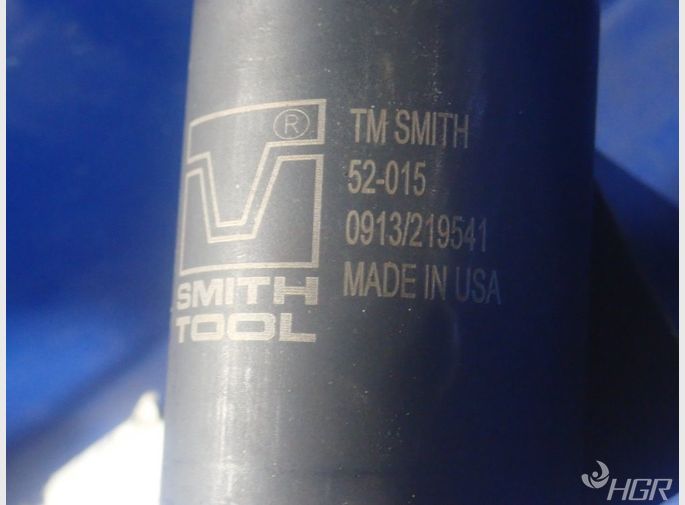 ®
SMITH
TOOL
TM SMITH
52-015
0913/219541
MADE IN USA
HGR